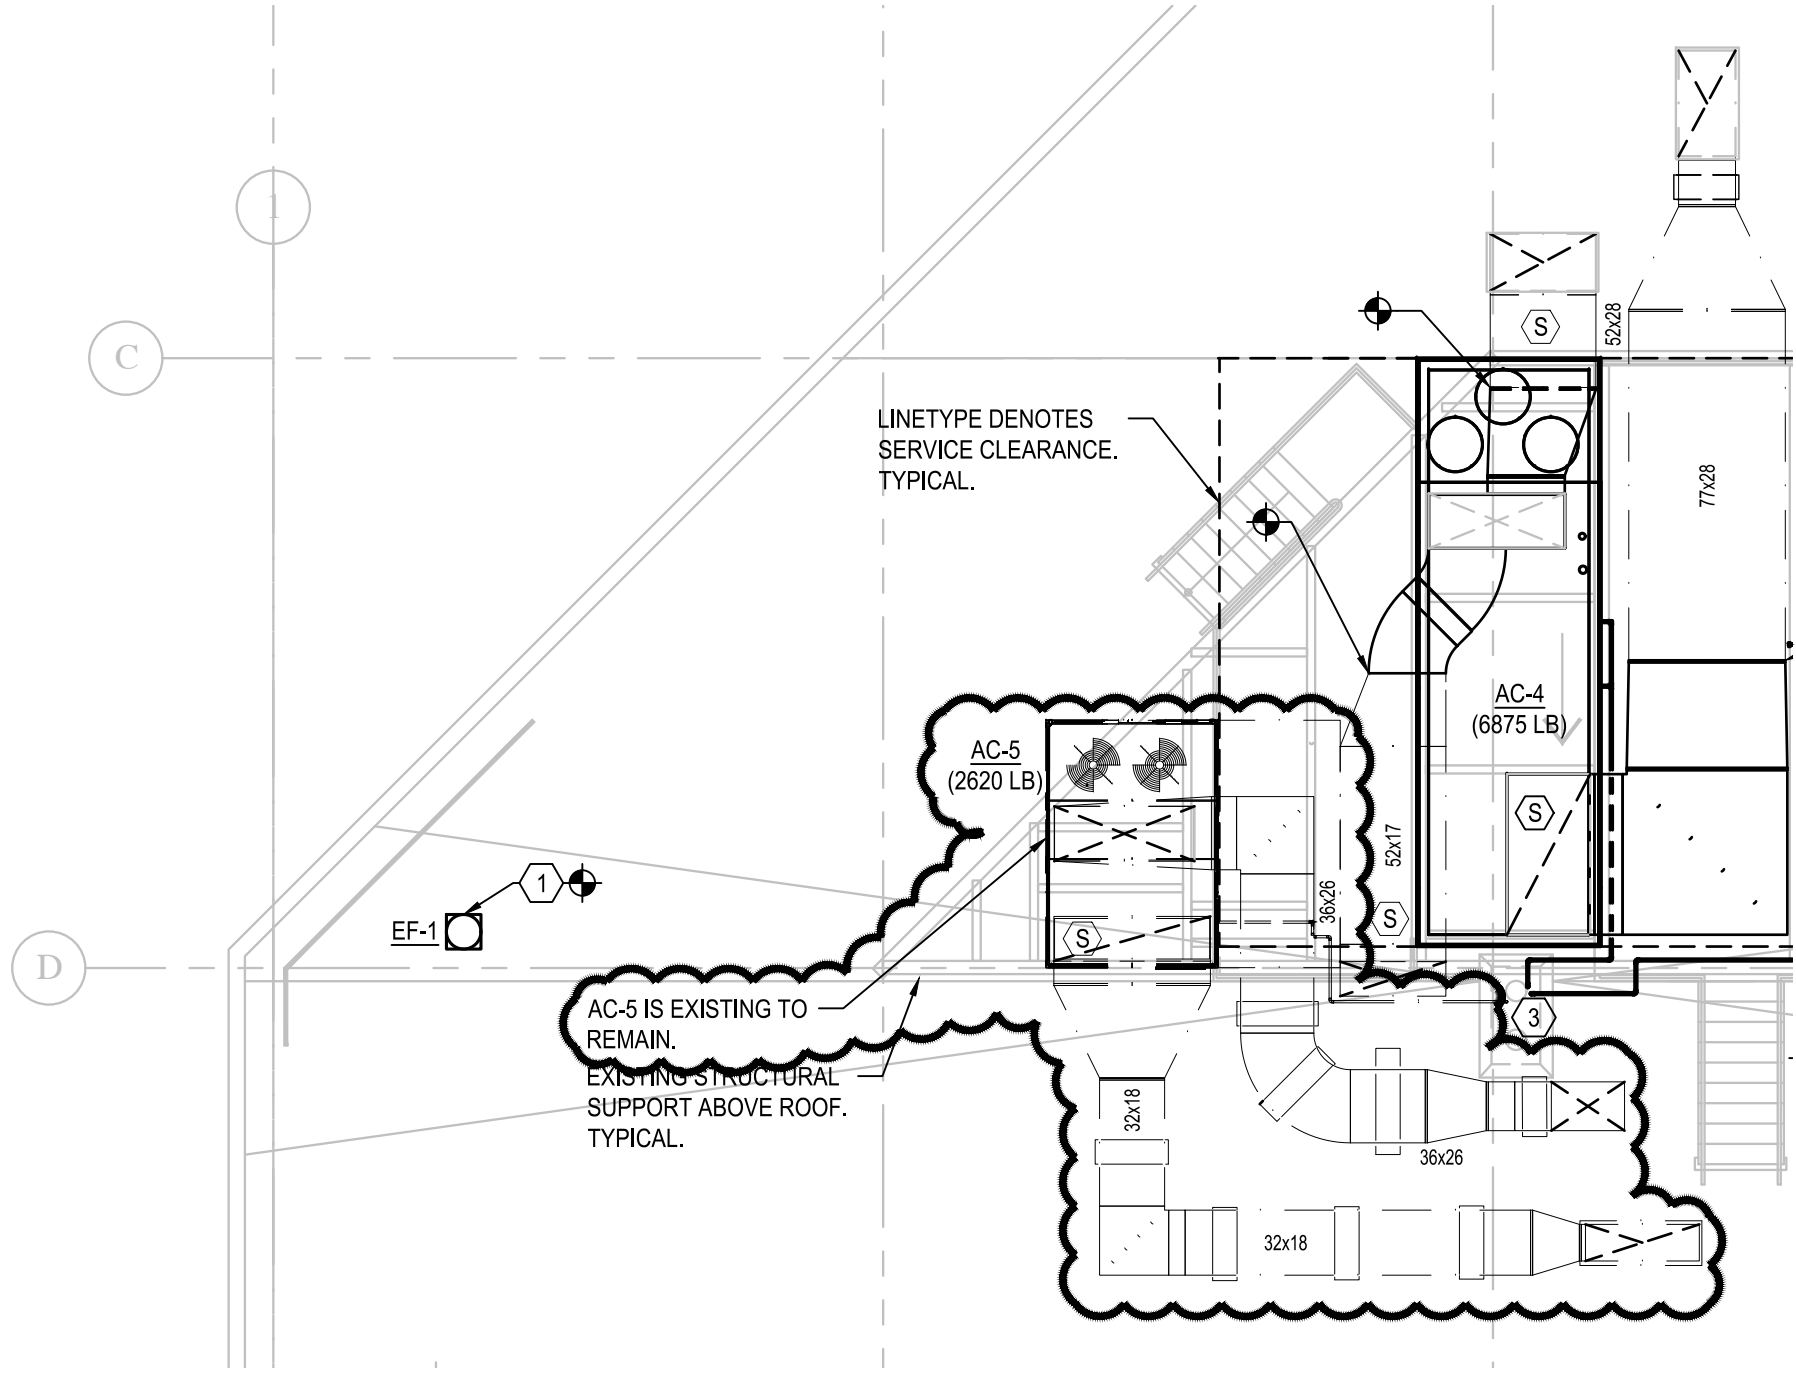 1
C
52x28
S
LINETYPE DENOTES
SERVICE CLEARANCE.
TYPICAL.
77x28
AC-4
(6875 LB)
AC-5
(2620 LB)
S
52x17
1
36x26
EF-1
S
S
D
AC-5 IS EXISTING TO
REMAIN.
3
EXISTING STRUCTURAL
SUPPORT ABOVE ROOF.
TYPICAL.
32x18
36x26
32x18